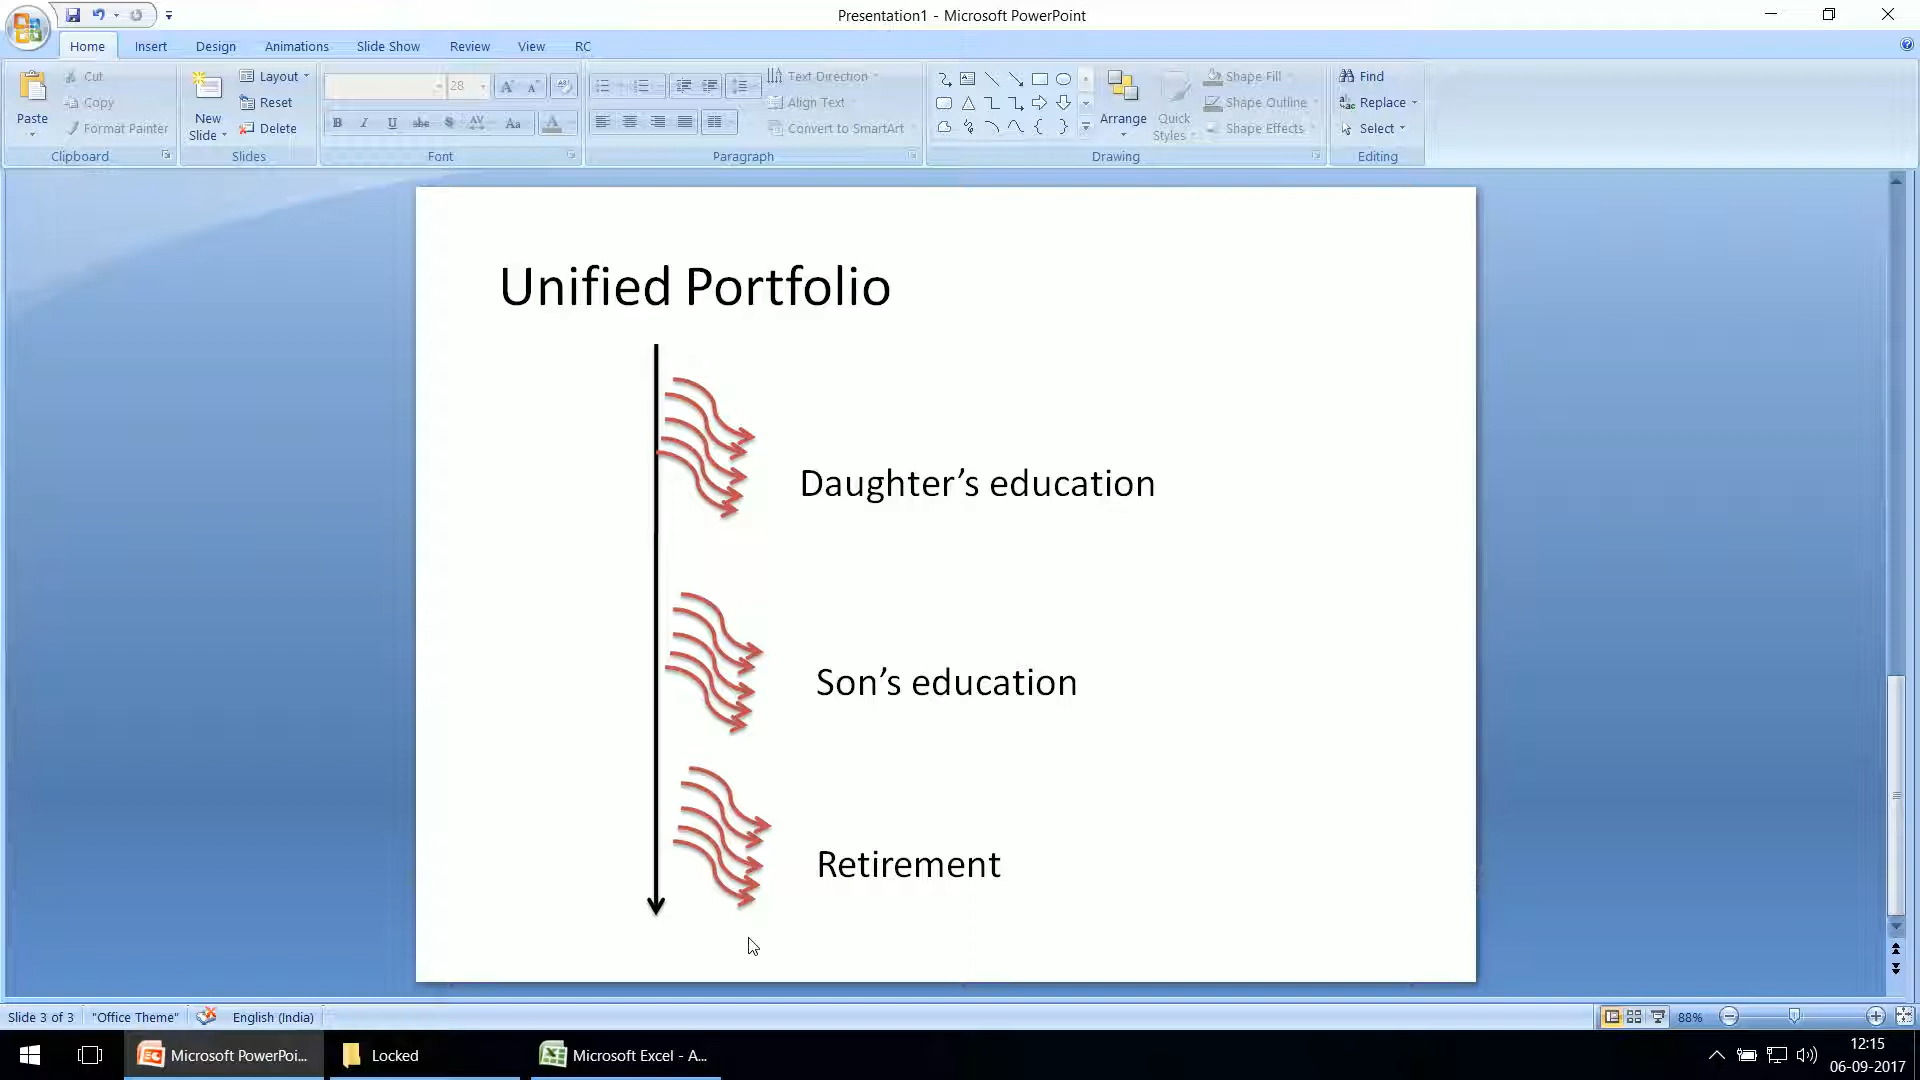 Presentation1 - Microsoft PowerPoint
Home Insert Design Animations Slide Show Review View RC
Paste
Cut
Copy
Format Painter
Clipboard
New Slide
Layout
Reset
Delete
Slides
28
B I U abc S AV Aa A
Font
Text Direction
Align Text
Convert to SmartArt
Paragraph
Arrange
Quick Styles
Shape Fill
Shape Outline
Shape Effects
Drawing
Find
Replace
Select
Editing
Unified Portfolio
Daughter’s education
Son’s education
Retirement
Slide 3 of 3 "Office Theme" English (India) 88%
Microsoft PowerPoi... Locked Microsoft Excel - A...
12:15
06-09-2017